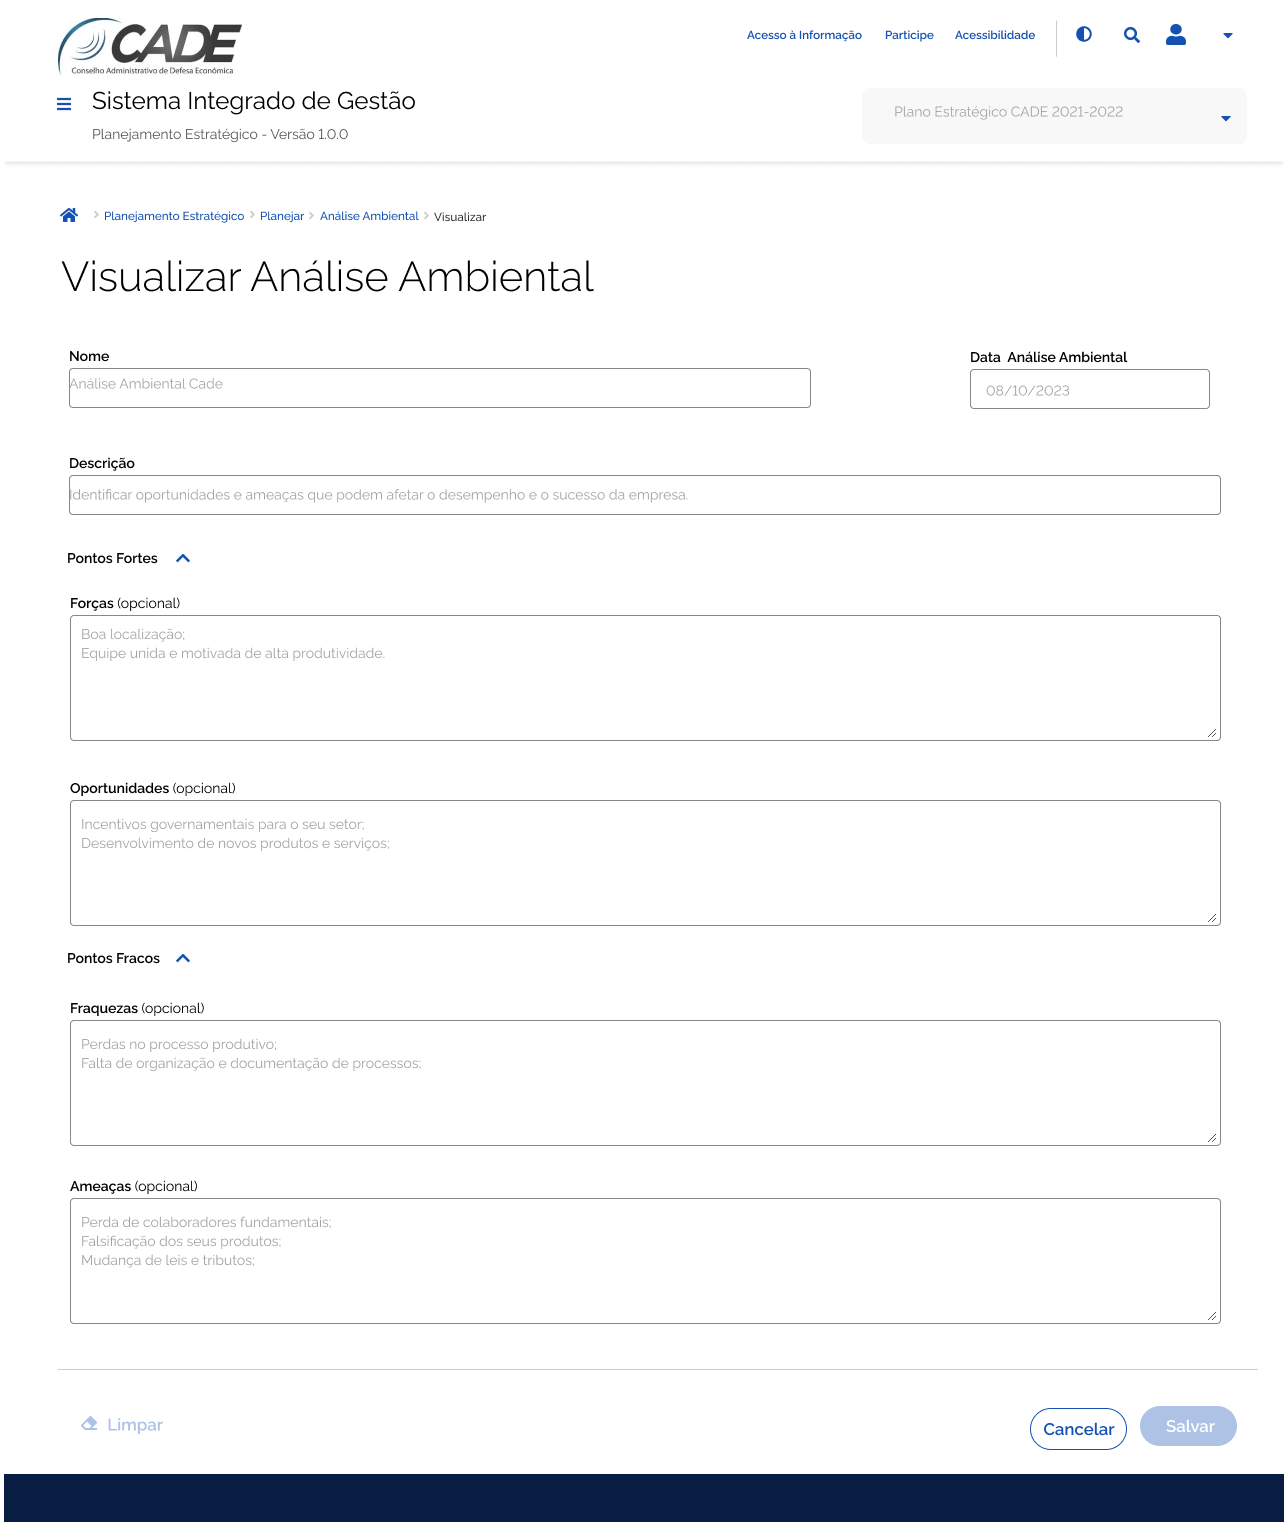 CADE
Conselho Administrativo de Defesa Econômica
Acesso à Informação Participe Acessibilidade
Sistema Integrado de Gestão
Planejamento Estratégico - Versão 1.0.0
Plano Estratégico CADE 2021-2022
Planejamento Estratégico Planejar Análise Ambiental Visualizar
Visualizar Análise Ambiental
Nome
Análise Ambiental Cade
Data Análise Ambiental
08/10/2023
Descrição
Identificar oportunidades e ameaças que podem afetar o desempenho e o sucesso da empresa.
Pontos Fortes
Forças (opcional)
Boa localização;
Equipe unida e motivada de alta produtividade.
Oportunidades (opcional)
Incentivos governamentais para o seu setor;
Desenvolvimento de novos produtos e serviços;
Pontos Fracos
Fraquezas (opcional)
Perdas no processo produtivo;
Falta de organização e documentação de processos;
Ameaças (opcional)
Perda de colaboradores fundamentais;
Falsificação dos seus produtos;
Mudança de leis e tributos;
Limpar
Cancelar
Salvar